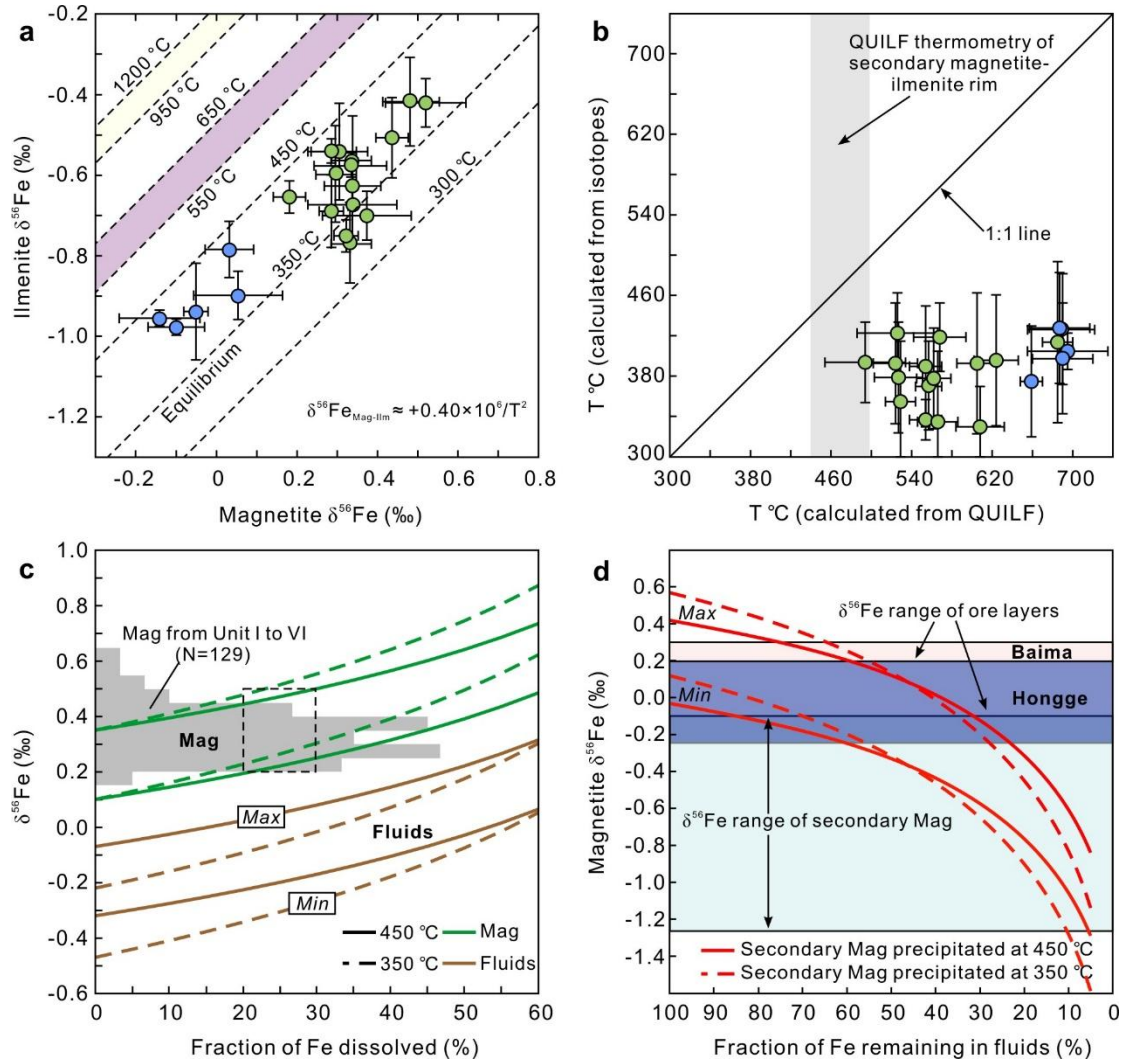 a
-0.2
-0.4
-0.6
-0.8
-1.0
-1.2
Ilmenite δ⁵⁶Fe (‰)
1200 °C
950 °C
650 °C
550 °C
450 °C
350 °C
300 °C
Equilibrium
δ⁵⁶Fe_Mag-Ilm ≈ +0.40×10⁶/T²
-0.2 0 0.2 0.4 0.6 0.8
Magnetite δ⁵⁶Fe (‰)
b
720
640
560
460
380
300
T °C (calculated from isotopes)
QUILF thermometry of
secondary magnetite-
ilmenite rim
1:1 line
300 380 460 540 620 700
T °C (calculated from QUILF)
c
1.0
0.8
0.6
0.4
0.2
0.0
-0.2
-0.4
-0.6
δ⁵⁶Fe (‰)
Mag from Unit I to VI
(N=129)
Mag
Max
Fluids
Min
450 °C Mag
350 °C Fluids
0 10 20 30 40 50 60
Fraction of Fe dissolved (%)
d
0.6
0.4
0.2
0.0
-0.2
-0.4
-0.6
-0.8
-1.0
-1.2
-1.4
Magnetite δ⁵⁶Fe (‰)
Max
δ⁵⁶Fe range of ore layers
Baima
Min
Hongge
δ⁵⁶Fe range of secondary Mag
Secondary Mag precipitated at 450 °C
Secondary Mag precipitated at 350 °C
100 90 80 70 60 50 40 30 20 10 0
Fraction of Fe remaining in fluids (%)